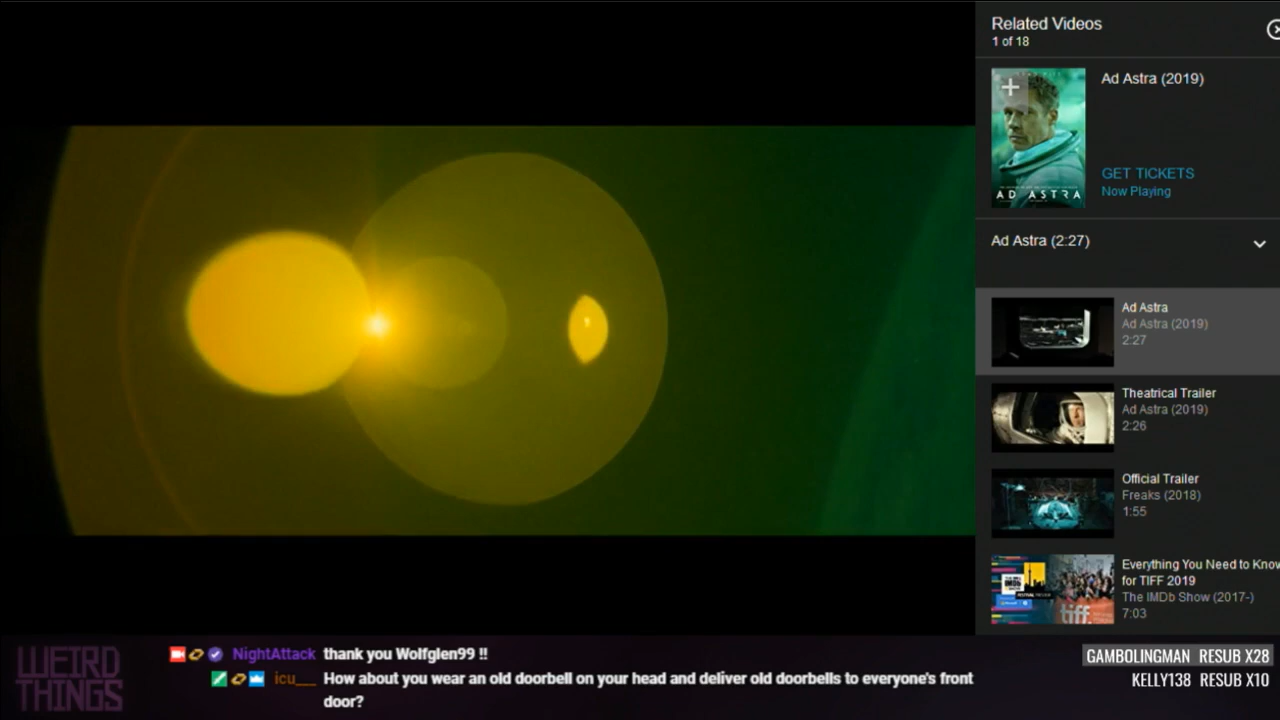 Related Videos
1 of 18
Ad Astra (2019)
AD ASTRA
GET TICKETS
Now Playing
Ad Astra (2:27)
Ad Astra
Ad Astra (2019)
2:27
Theatrical Trailer
Ad Astra (2019)
2:26
Official Trailer
Freaks (2018)
1:55
Everything You Need to Know
for TIFF 2019
The IMDb Show (2017-)
7:03
tiff
WEIRD
THINGS
NightAttack thank you Wolfglen99 !!
icu__ How about you wear an old doorbell on your head and deliver old doorbells to everyone's front
door?
GAMBOLINGMAN RESUB X28
KELLY138 RESUB X10